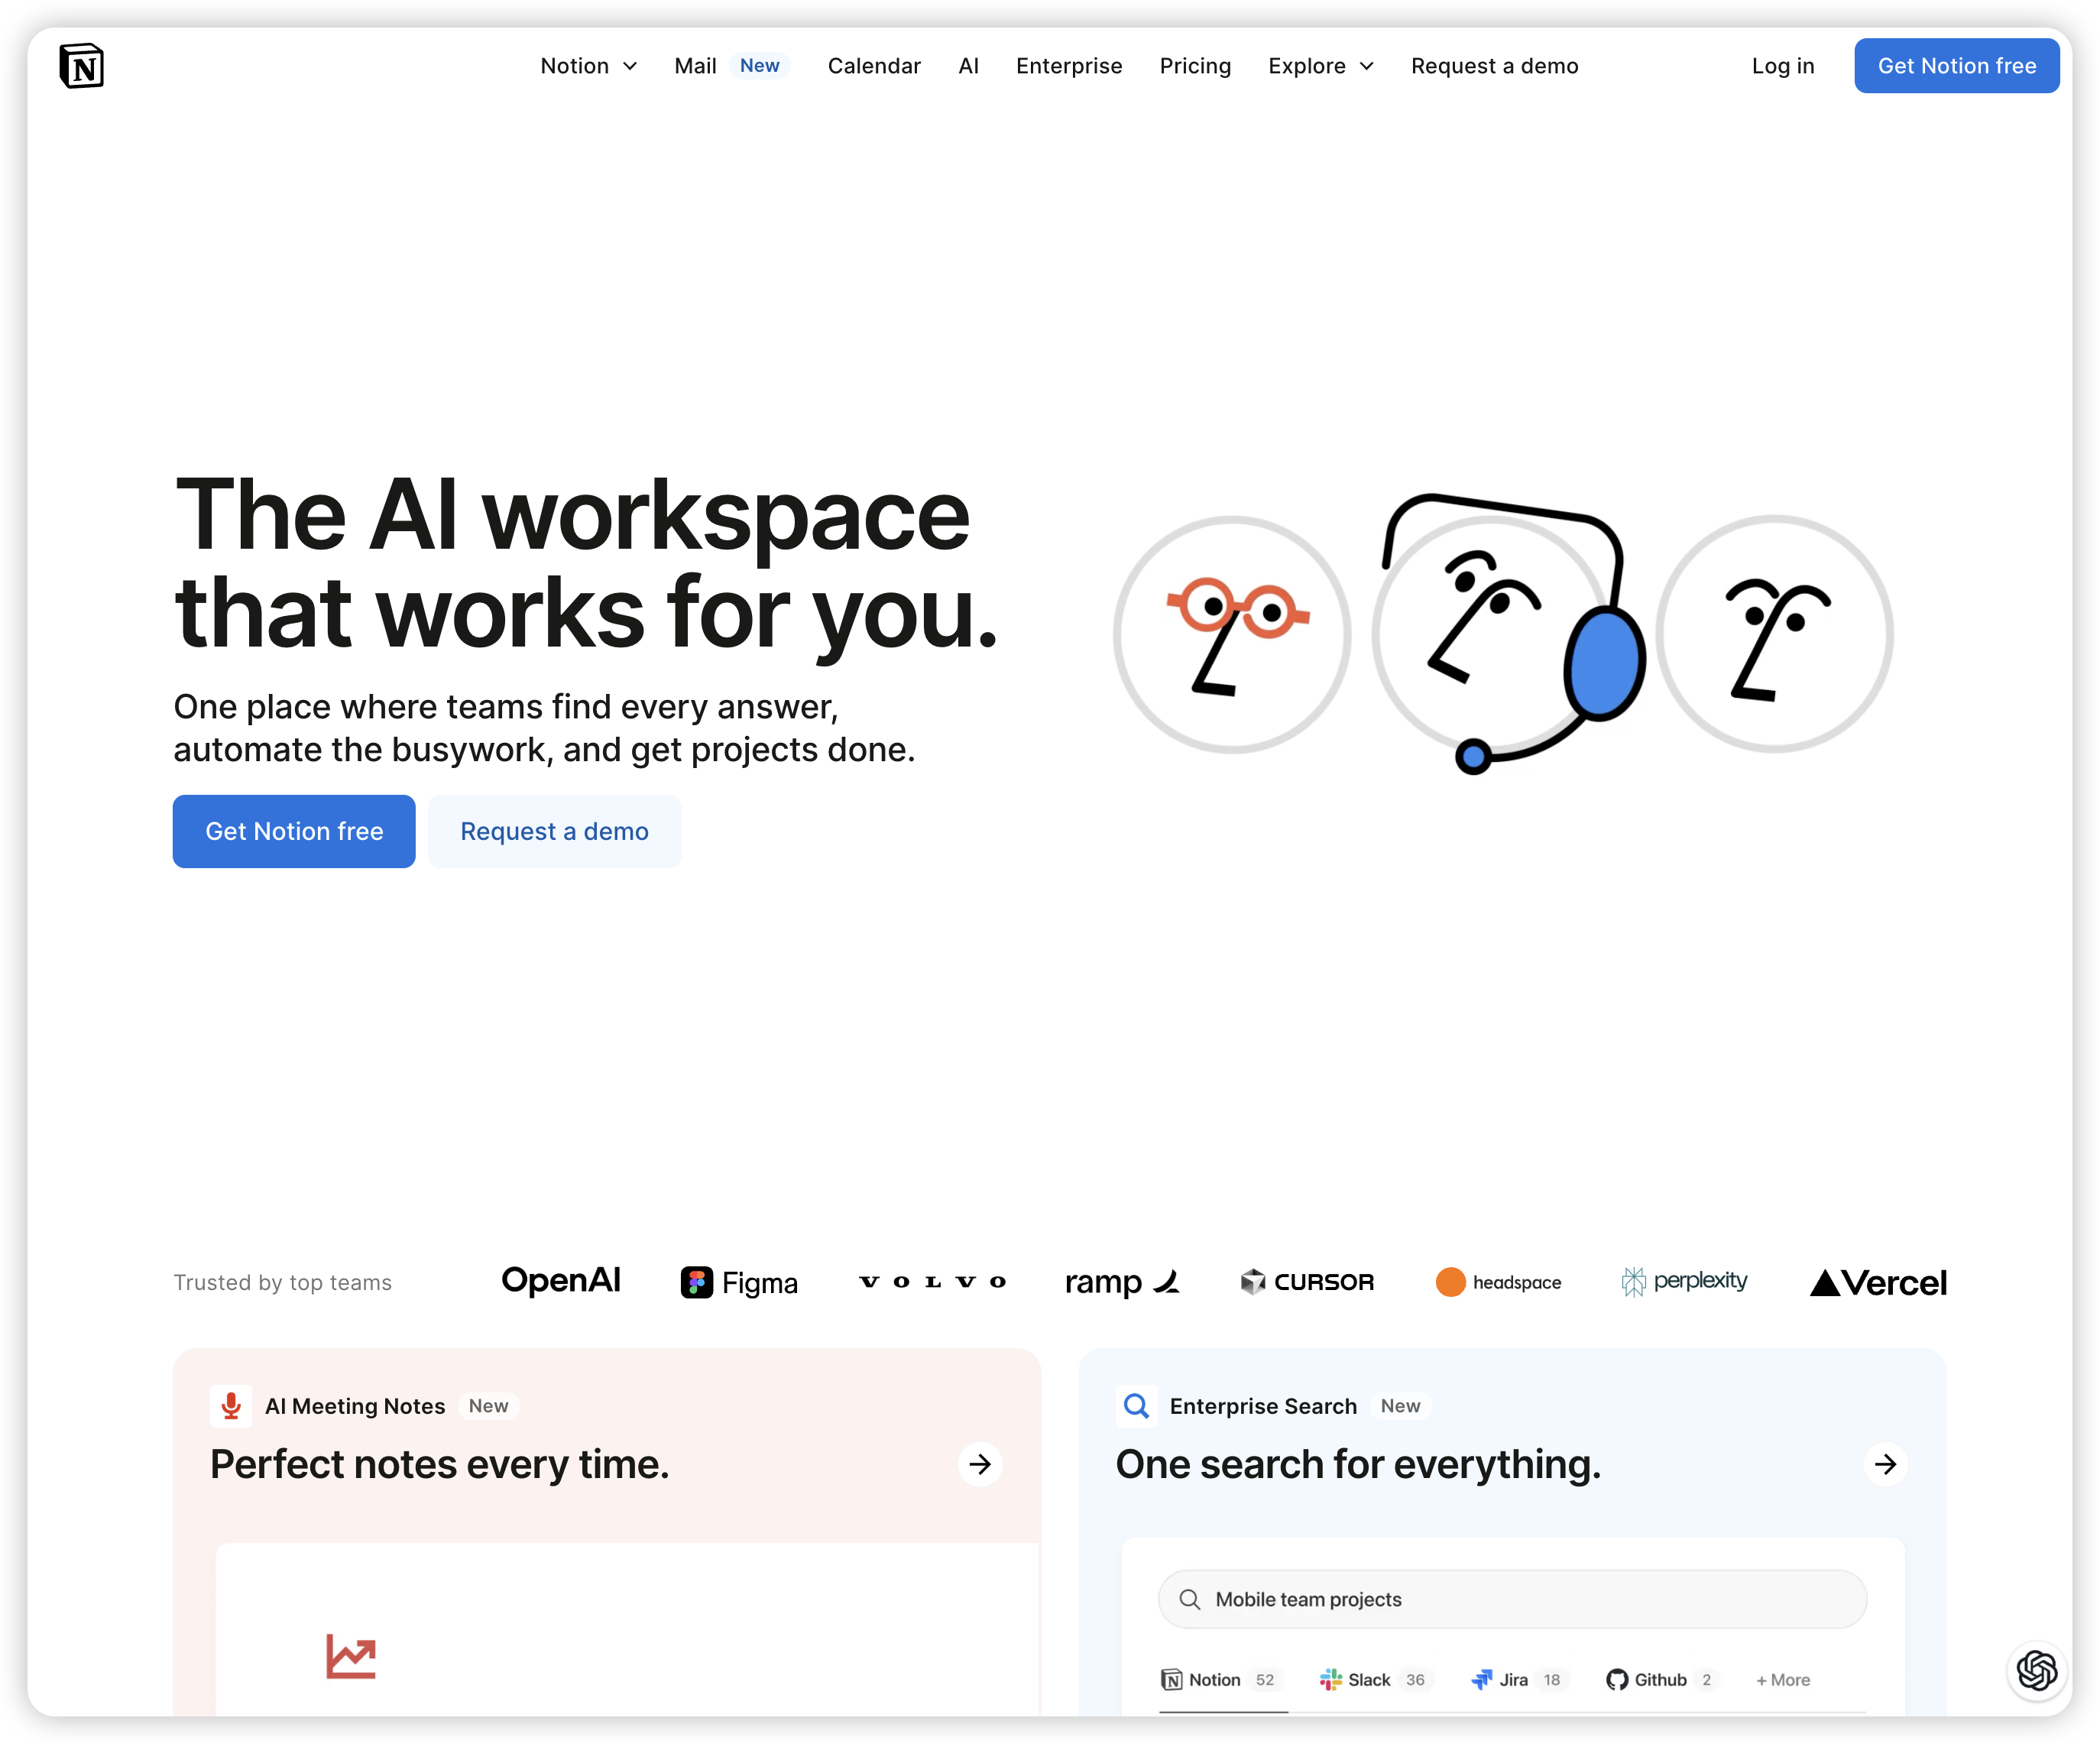 N
Notion Mail New Calendar AI Enterprise Pricing Explore Request a demo Log in Get Notion free
The AI workspace
that works for you.
One place where teams find every answer,
automate the busywork, and get projects done.
Get Notion free Request a demo
Trusted by top teams OpenAI Figma VOLVO ramp CURSOR headspace perplexity Vercel
AI Meeting Notes New
Perfect notes every time.
Enterprise Search New
One search for everything.
Mobile team projects
N Notion 52 Slack 36 Jira 18 Github 2 + More